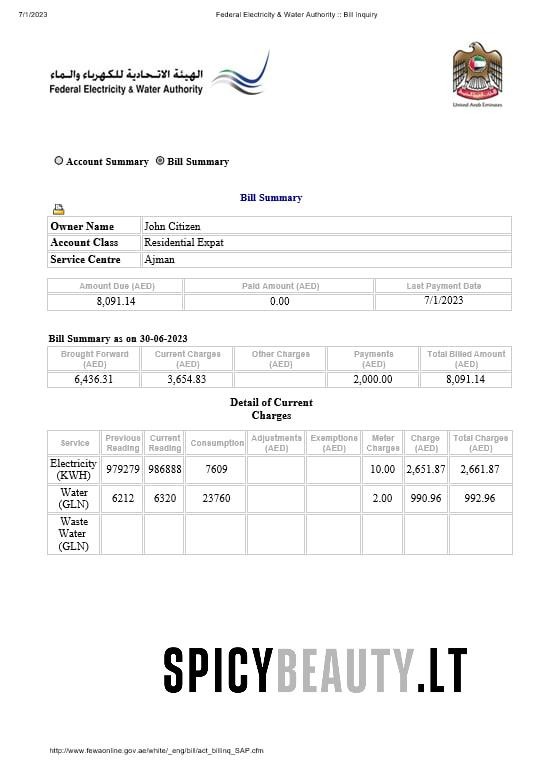 7/1/2023 Federal Electricity & Water Authority :: Bill Inquiry
الهيئة الاتحادية للكهرباء والماء
Federal Electricity & Water Authority
United Arab Emirates
Account Summary Bill Summary
Bill Summary
Owner Name John Citizen
Account Class Residential Expat
Service Centre Ajman
Amount Due (AED) Paid Amount (AED) Last Payment Date
8,091.14 0.00 7/1/2023
Bill Summary as on 30-06-2023
Brought Forward (AED) Current Charges (AED) Other Charges (AED) Payments (AED) Total Billed Amount (AED)
6,436.31 3,654.83 2,000.00 8,091.14
Detail of Current
Charges
Service Previous Reading Current Reading Consumption Adjustments (AED) Exemptions (AED) Meter Charges Charge (AED) Total Charges (AED)
Electricity (KWH) 979279 986888 7609 10.00 2,651.87 2,661.87
Water (GLN) 6212 6320 23760 2.00 990.96 992.96
Waste Water (GLN)
SPICYBEAUTY.LT
http://www.fewaonline.gov.ae/white/_eng/bill/act_billinq_SAP.cfm